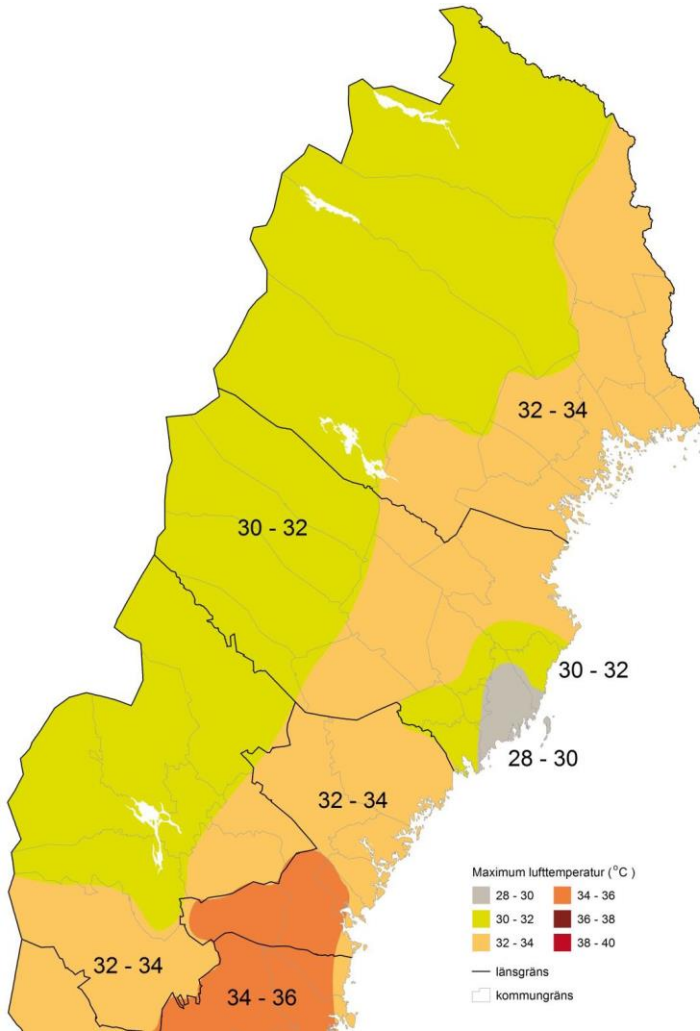 32 - 34
30 - 32
30 - 32
28 - 30
32 - 34
32 - 34
34 - 36
Maximum lufttemperatur (°C )
28 - 30
34 - 36
30 - 32
36 - 38
32 - 34
38 - 40
länsgräns
kommungräns